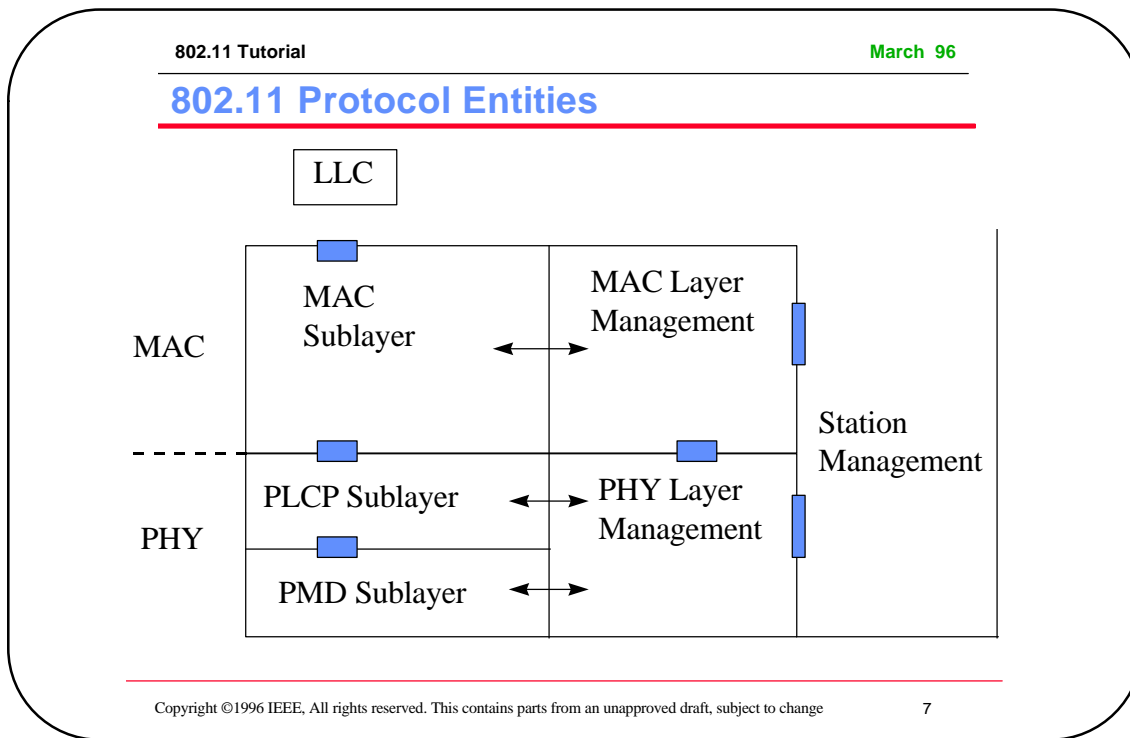 802.11 Tutorial
March 96
802.11 Protocol Entities
LLC
MAC
Sublayer
MAC Layer
Management
MAC
Station
Management
PLCP Sublayer
PHY Layer
Management
PHY
PMD Sublayer
Copyright ©1996 IEEE, All rights reserved. This contains parts from an unapproved draft, subject to change
7